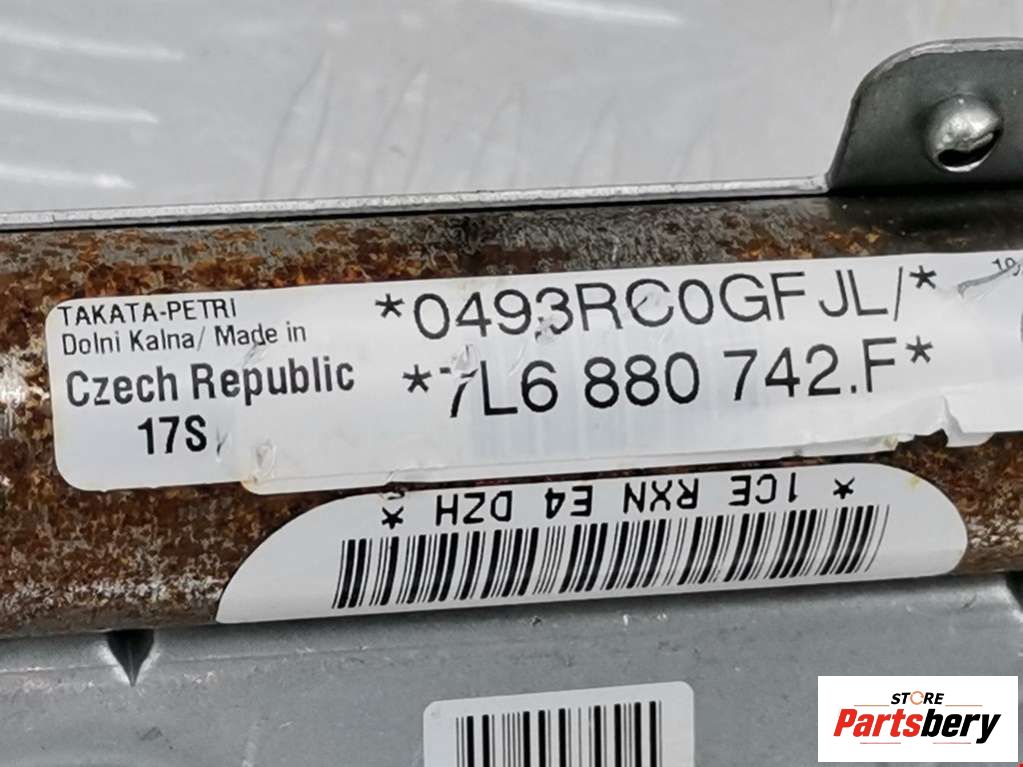 TAKATA-PETRI
Dolni Kalna/ Made in
Czech Republic
17S
*0493RC0GFJL/*
*7L6 880 742.F*
* 1CE RXN E4 DZH *
STORE
Partsbery